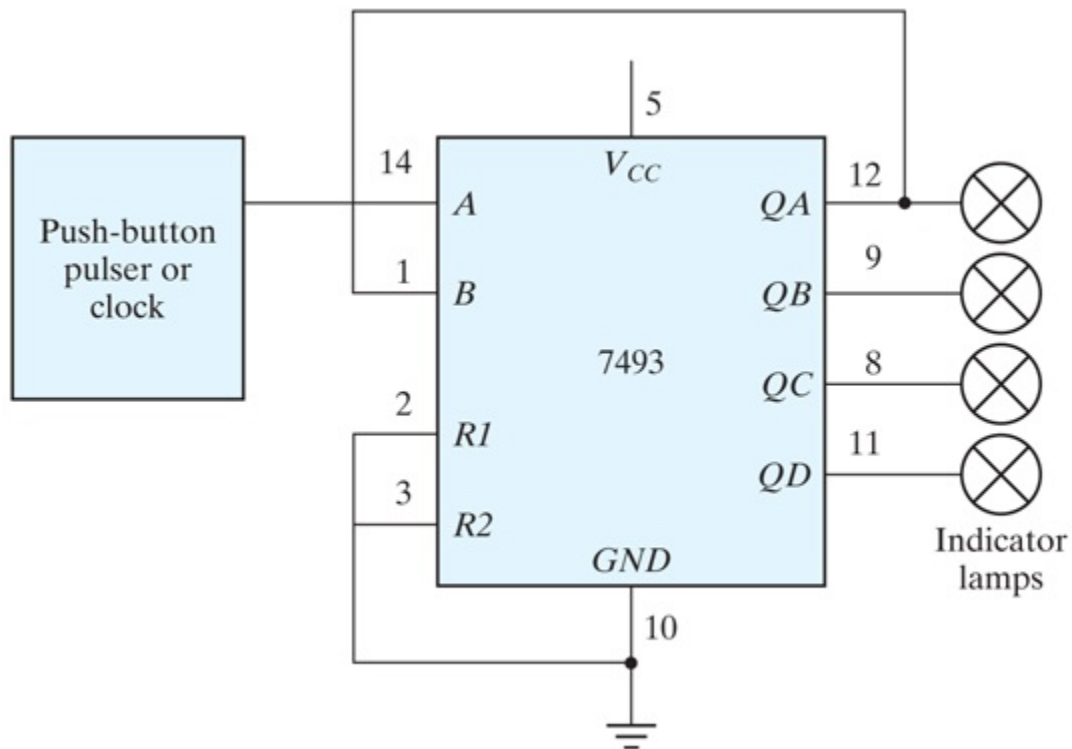 5
14
V_CC
12
A
QA
Push-button
pulser or
clock
1
9
B
QB
7493
8
2
QC
R1
11
3
QD
R2
GND
Indicator
lamps
10